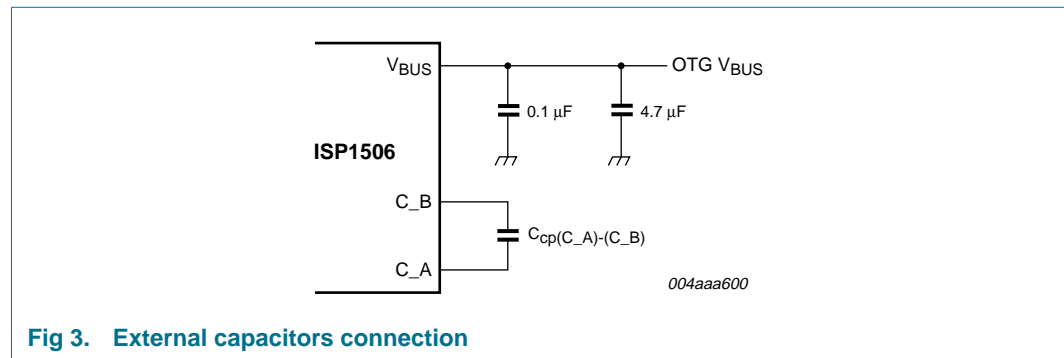 V_BUS
OTG V_BUS
0.1 μF
4.7 μF
ISP1506
C_B
C_cp(C_A)-(C_B)
C_A
004aaa600
Fig 3. External capacitors connection